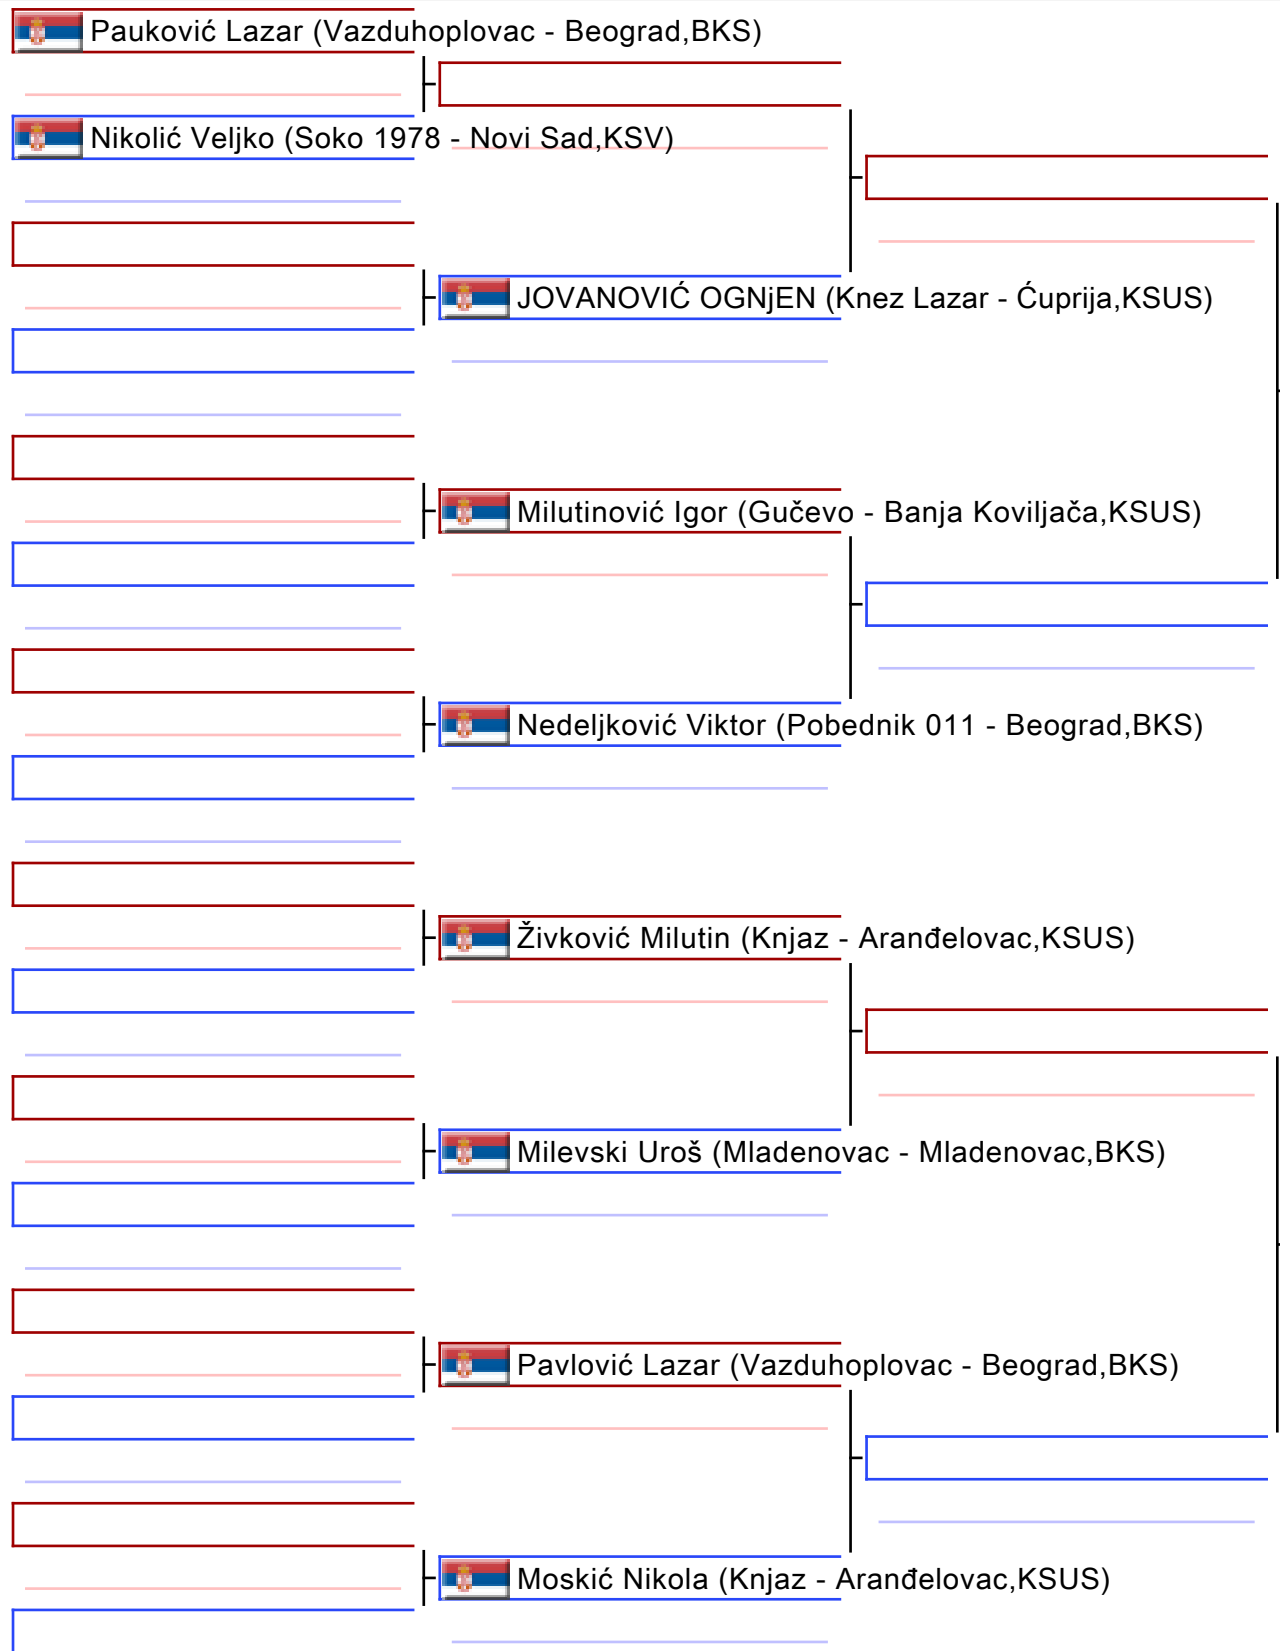 Pauković Lazar (Vazduhoplovac - Beograd,BKS)
Nikolić Veljko (Soko 1978 - Novi Sad,KSV)
JOVANOVIĆ OGNjEN (Knez Lazar - Ćuprija,KSUS)
Milutinović Igor (Gučevo - Banja Koviljača,KSUS)
Nedeljković Viktor (Pobednik 011 - Beograd,BKS)
Živković Milutin (Knjaz - Aranđelovac,KSUS)
Milevski Uroš (Mladenovac - Mladenovac,BKS)
Pavlović Lazar (Vazduhoplovac - Beograd,BKS)
Moskić Nikola (Knjaz - Aranđelovac,KSUS)